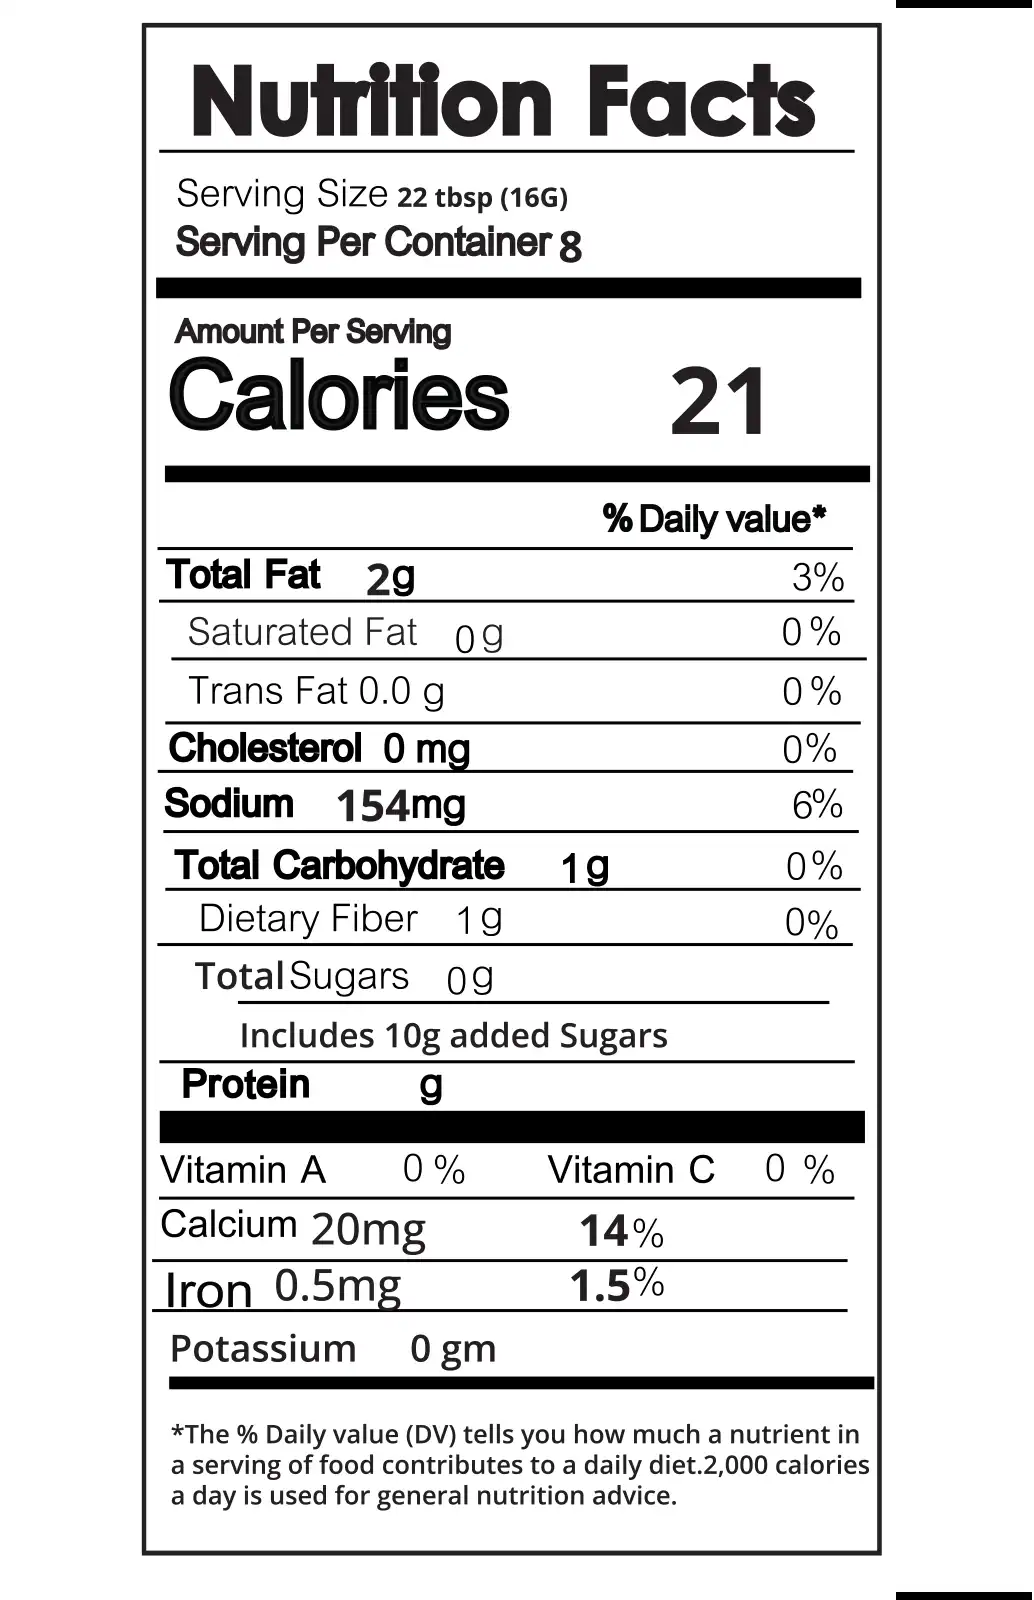 Nutrition Facts
Serving Size 22 tbsp (16G)
Serving Per Container 8
Amount Per Serving
Calories 21
% Daily value*
Total Fat 2g 3%
Saturated Fat 0g 0%
Trans Fat 0.0 g 0%
Cholesterol 0 mg 0%
Sodium 154mg 6%
Total Carbohydrate 1g 0%
Dietary Fiber 1g 0%
Total Sugars 0g
Includes 10g added Sugars
Protein g
Vitamin A 0 % Vitamin C 0 %
Calcium 20mg 14%
Iron 0.5mg 1.5%
Potassium 0 gm
*The % Daily value (DV) tells you how much a nutrient in
a serving of food contributes to a daily diet.2,000 calories
a day is used for general nutrition advice.